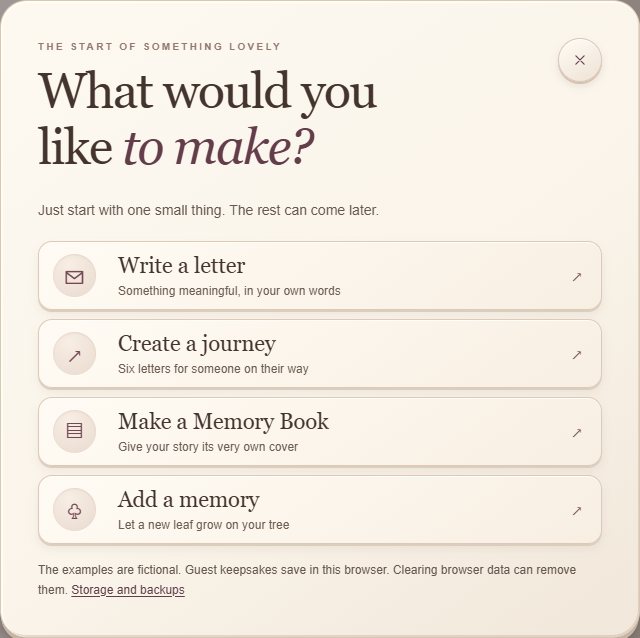 THE START OF SOMETHING LOVELY
What would you
like to make?
Just start with one small thing. The rest can come later.
Write a letter
Something meaningful, in your own words
Create a journey
Six letters for someone on their way
Make a Memory Book
Give your story its very own cover
Add a memory
Let a new leaf grow on your tree
The examples are fictional. Guest keepsakes save in this browser. Clearing browser data can remove
them. Storage and backups